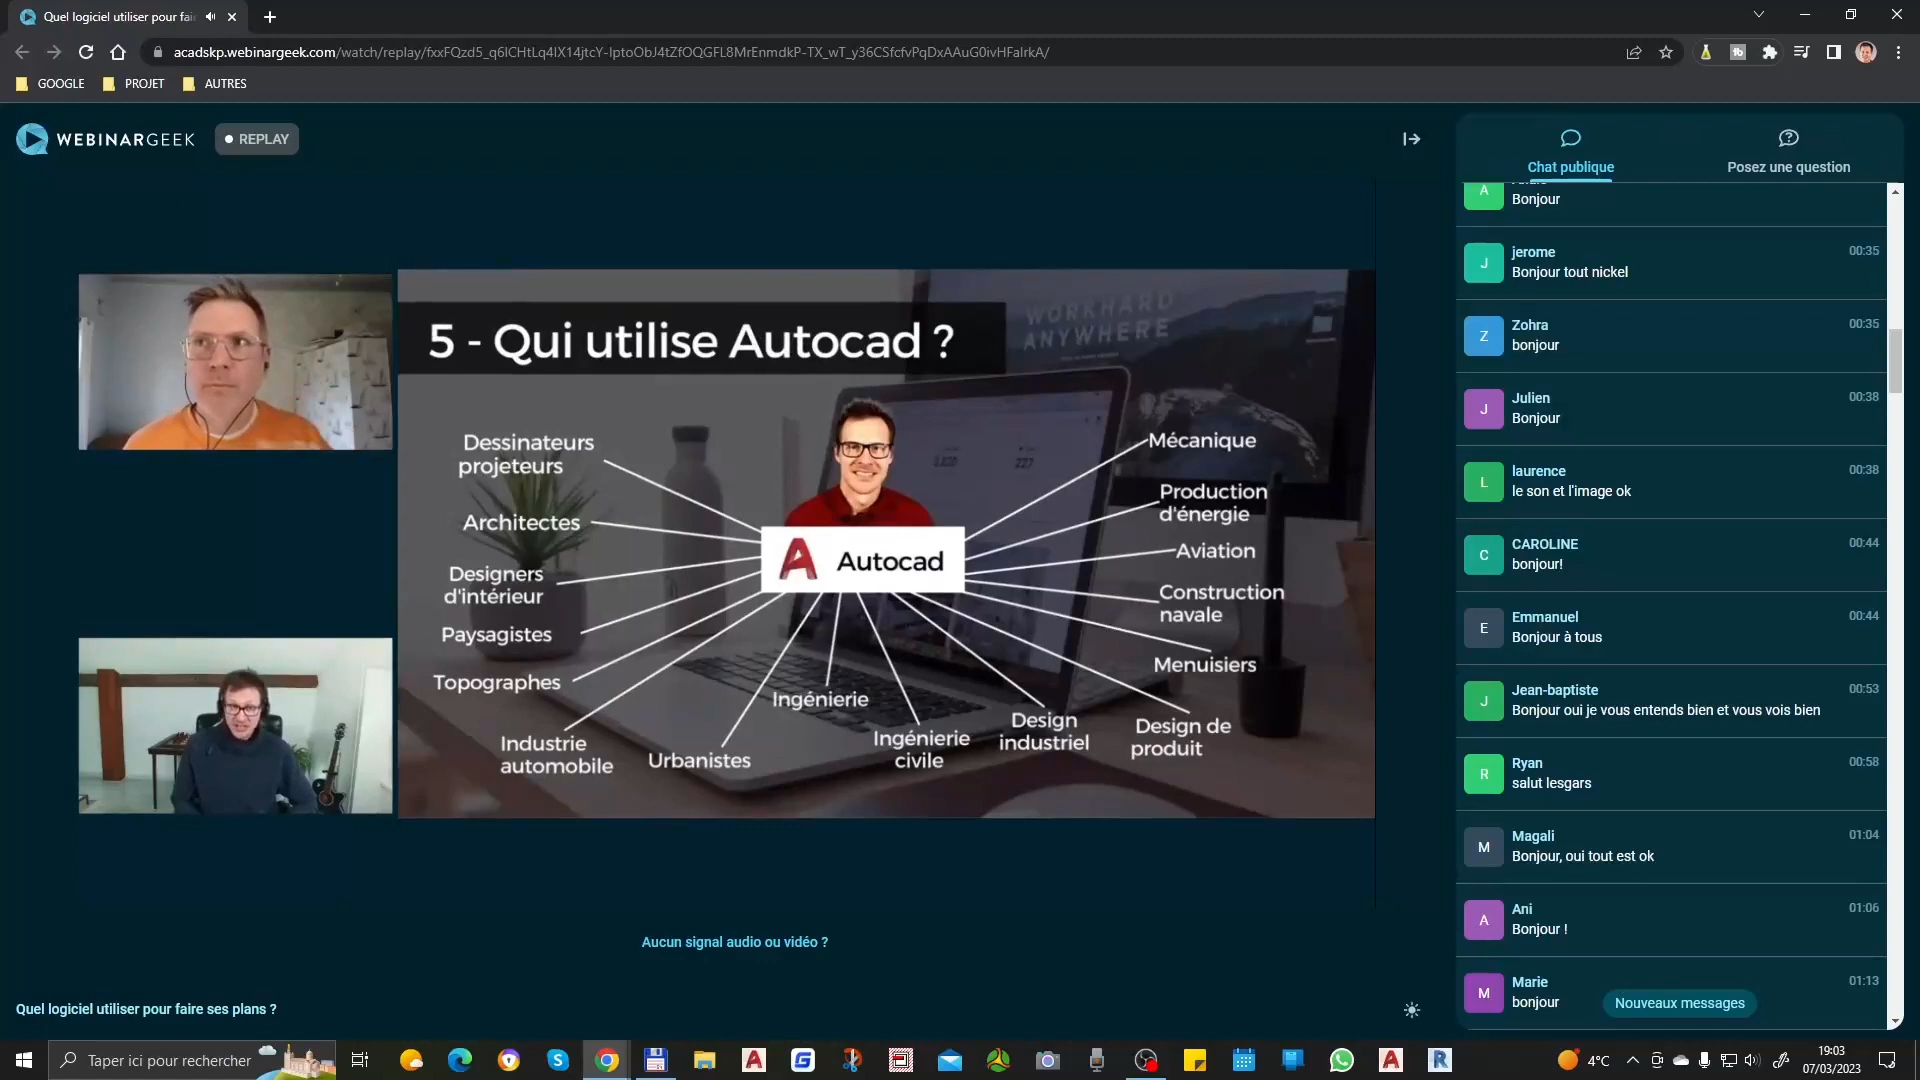 Quel logiciel utiliser pour fai
acadskp.webinargeek.com/watch/replay/
GOOGLE
PROJET
AUTRES
WEBINARGEEK
REPLAY
5 - Qui utilise Autocad ?
WORKHARD
ANYWHERE
Dessinateurs
projeteurs
Architectes
Designers
d'intérieur
Paysagistes
Topographes
Industrie
automobile
Urbanistes
Ingénierie
Ingénierie
civile
Design
industriel
Design de
produit
Menuisiers
Construction
navale
Aviation
Production
d'énergie
Mécanique
A Autocad
227
Aucun signal audio ou vidéo ?
Quel logiciel utiliser pour faire ses plans ?
Chat publique
Posez une question
A
Bonjour
J
jerome
00:35
Bonjour tout nickel
Z
Zohra
00:35
bonjour
J
Julien
00:38
Bonjour
L
laurence
00:38
le son et l'image ok
C
CAROLINE
00:44
bonjour!
E
Emmanuel
00:44
Bonjour à tous
J
Jean-baptiste
00:53
Bonjour oui je vous entends bien et vous vois bien
R
Ryan
00:58
salut lesgars
M
Magali
01:04
Bonjour, oui tout est ok
A
Ani
01:06
Bonjour !
M
Marie
01:13
bonjour
Nouveaux messages
Taper ici pour rechercher
4°C
19:03
07/03/2023